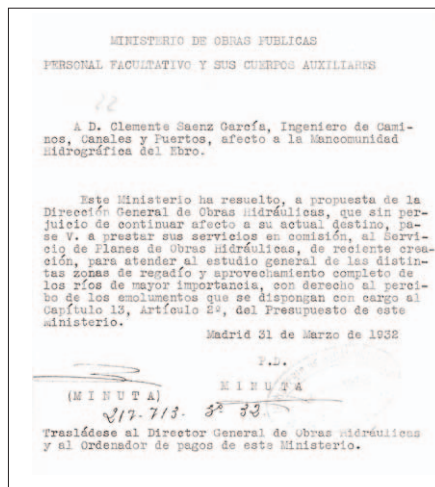 MINISTERIO DE OBRAS PUBLICAS
PERSONAL FACULTATIVO Y SUS CUERPOS AUXILIARES
12
A D. Clemente Saenz García, Ingeniero de Cami-
nos, Canales y Puertos, afecto a la Mancomunidad
Hidrográfica del Ebro.
Este Ministerio ha resuelto, a propuesta de la
Dirección General de Obras Hidráulicas, que sin per-
juicio de continuar afecto a su actual destino, pa-
se V. a prestar sus servicios en comisión, al Servi-
cio de Planes de Obras Hidráulicas, de reciente crea-
ción, para atender al estudio general de las distin-
tas zonas de regadío y aprovechamiento completo de
los ríos de mayor importancia, con derecho al perci-
bo de los emolumentos que se dispongan con cargo al
Capítulo 13, Artículo 2º, del Presupuesto de este
Ministerio.
Madrid 31 de Marzo de 1932
P.D.
(MINUTA) MINUTA
217-713. 32
Trasládese al Director General de Obras Hidráulicas
y al Ordenador de pagos de este Ministerio.